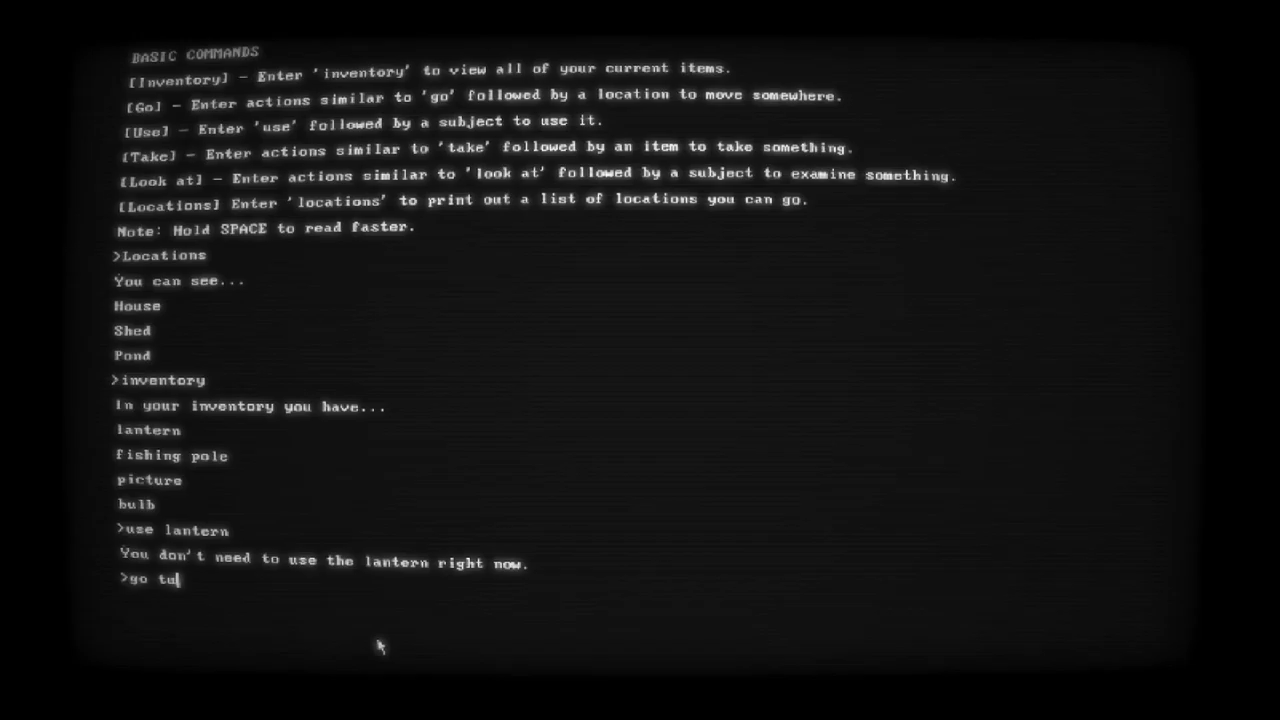 BASIC COMMANDS
[Inventory] - Enter 'inventory' to view all of your current items.
[Go] - Enter actions similar to 'go' followed by a location to move somewhere.
[Use] - Enter 'use' followed by a subject to use it.
[Take] - Enter actions similar to 'take' followed by an item to take something.
[Look at] - Enter actions similar to 'look at' followed by a subject to examine something.
[Locations] Enter 'locations' to print out a list of locations you can go.
Note: Hold SPACE to read faster.
>Locations
You can see...
House
Shed
Pond
>inventory
In your inventory you have...
lantern
fishing pole
picture
bulb
>use lantern
You don't need to use the lantern right now.
>go tu